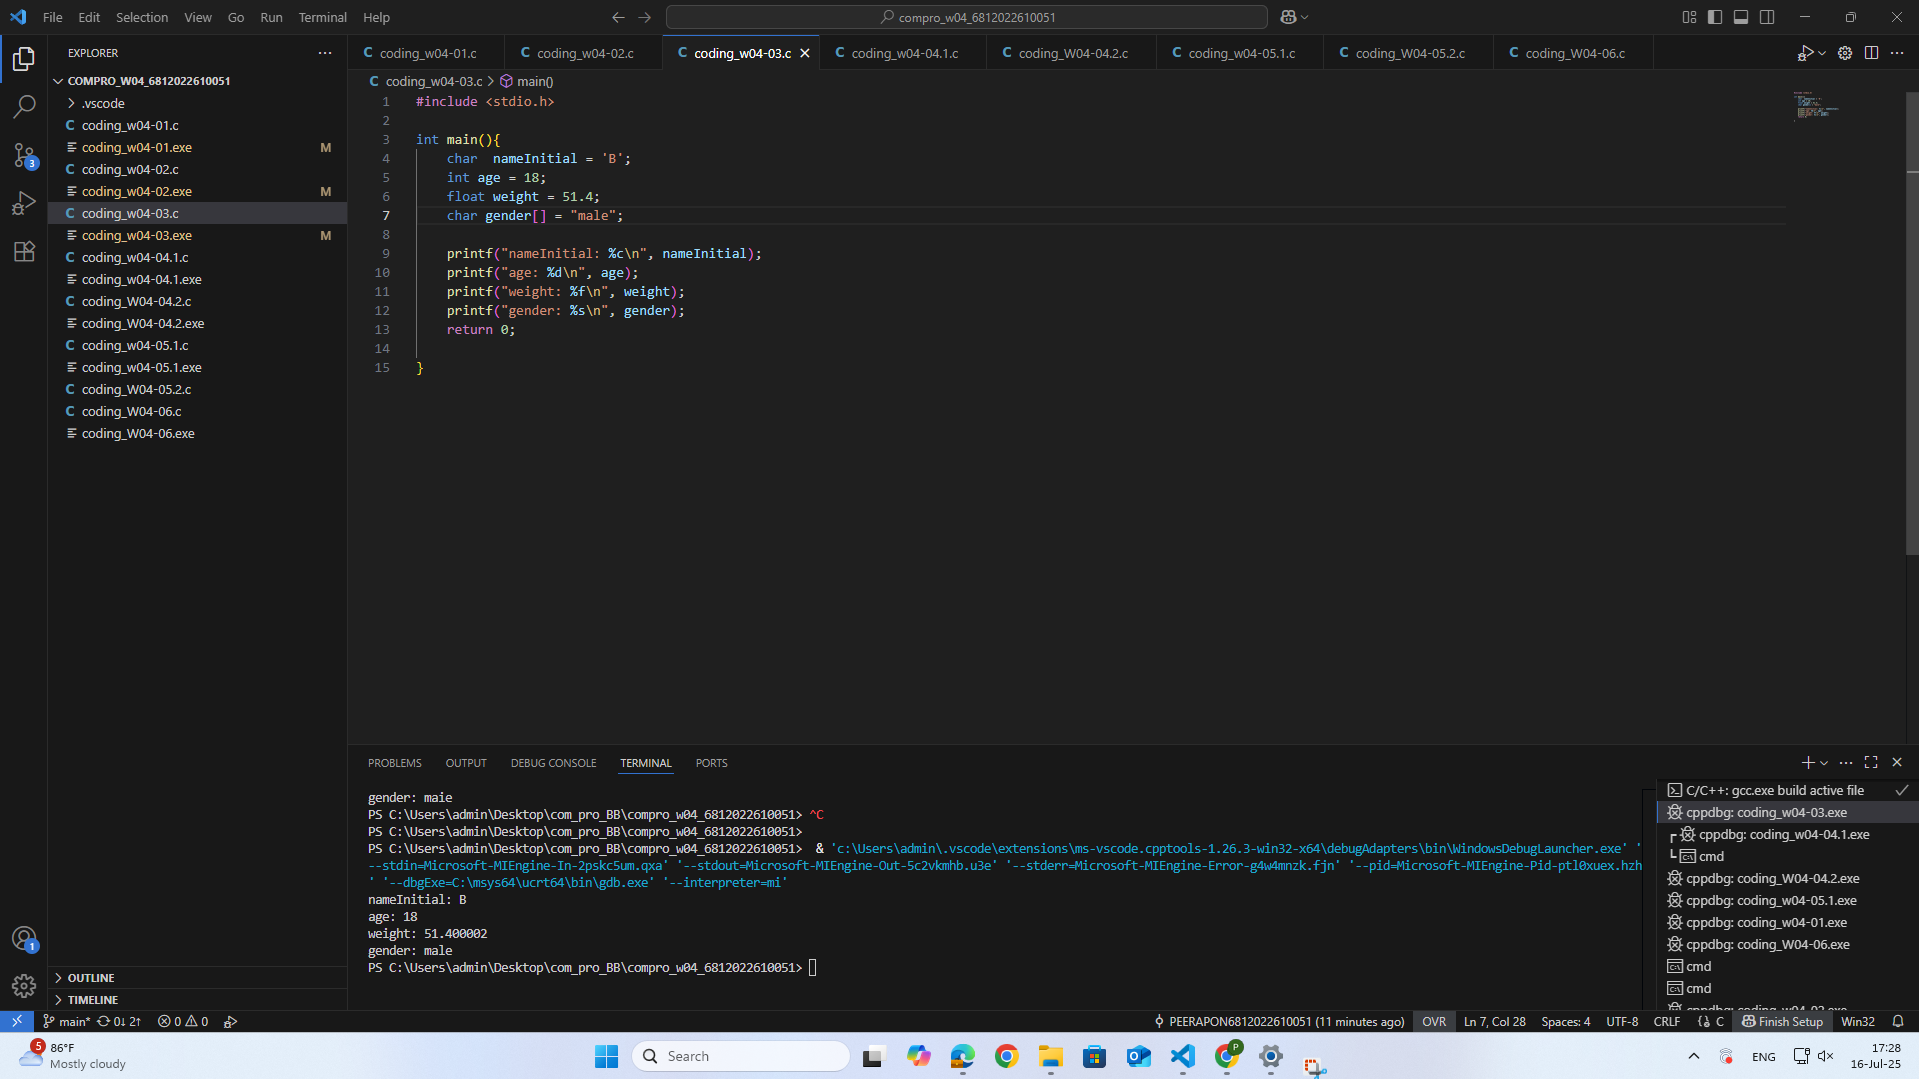 File Edit Selection View Go Run Terminal Help
compro_w04_6812022610051
EXPLORER
coding_w04-01.c
coding_w04-02.c
coding_w04-03.c
coding_w04-04.1.c
coding_W04-04.2.c
coding_w04-05.1.c
coding_W04-05.2.c
coding_W04-06.c
COMPRO_W04_6812022610051
.vscode
coding_w04-01.c
coding_w04-01.exe M
coding_w04-02.c
coding_w04-02.exe M
coding_w04-03.c
coding_w04-03.exe M
coding_w04-04.1.c
coding_w04-04.1.exe
coding_W04-04.2.c
coding_W04-04.2.exe
coding_w04-05.1.c
coding_w04-05.1.exe
coding_W04-05.2.c
coding_W04-06.c
coding_W04-06.exe
OUTLINE
TIMELINE
3
1
coding_w04-03.c > main()
1 #include <stdio.h>
2
3 int main(){
4 char  nameInitial = 'B';
5 int age = 18;
6 float weight = 51.4;
7 char gender[] = "male";
8
9 printf("nameInitial: %c\n", nameInitial);
10 printf("age: %d\n", age);
11 printf("weight: %f\n", weight);
12 printf("gender: %s\n", gender);
13 return 0;
14
15 }
PROBLEMS OUTPUT DEBUG CONSOLE TERMINAL PORTS
gender: maie
PS C:\Users\admin\Desktop\com_pro_BB\compro_w04_6812022610051> ^C
PS C:\Users\admin\Desktop\com_pro_BB\compro_w04_6812022610051>
PS C:\Users\admin\Desktop\com_pro_BB\compro_w04_6812022610051>  & 'c:\Users\admin\.vscode\extensions\ms-vscode.cpptools-1.26.3-win32-x64\debugAdapters\bin\WindowsDebugLauncher.exe' '
--stdin=Microsoft-MIEngine-In-2pskc5um.qxa' '--stdout=Microsoft-MIEngine-Out-5c2vkmhb.u3e' '--stderr=Microsoft-MIEngine-Error-g4w4mnzk.fjn' '--pid=Microsoft-MIEngine-Pid-ptl0xuex.hzh
' '--dbgExe=C:\msys64\ucrt64\bin\gdb.exe' '--interpreter=mi'
nameInitial: B
age: 18
weight: 51.400002
gender: male
PS C:\Users\admin\Desktop\com_pro_BB\compro_w04_6812022610051>
C/C++: gcc.exe build active file
cppdbg: coding_w04-03.exe
cppdbg: coding_w04-04.1.exe
cmd
cppdbg: coding_W04-04.2.exe
cppdbg: coding_w04-05.1.exe
cppdbg: coding_w04-01.exe
cppdbg: coding_W04-06.exe
cmd
cmd
main* 0↓ 2↑ 0 0
PEERAPON6812022610051 (11 minutes ago) OVR Ln 7, Col 28 Spaces: 4 UTF-8 CRLF {} C Finish Setup Win32
5
86°F
Mostly cloudy
Search
P
ENG
17:28
16-Jul-25